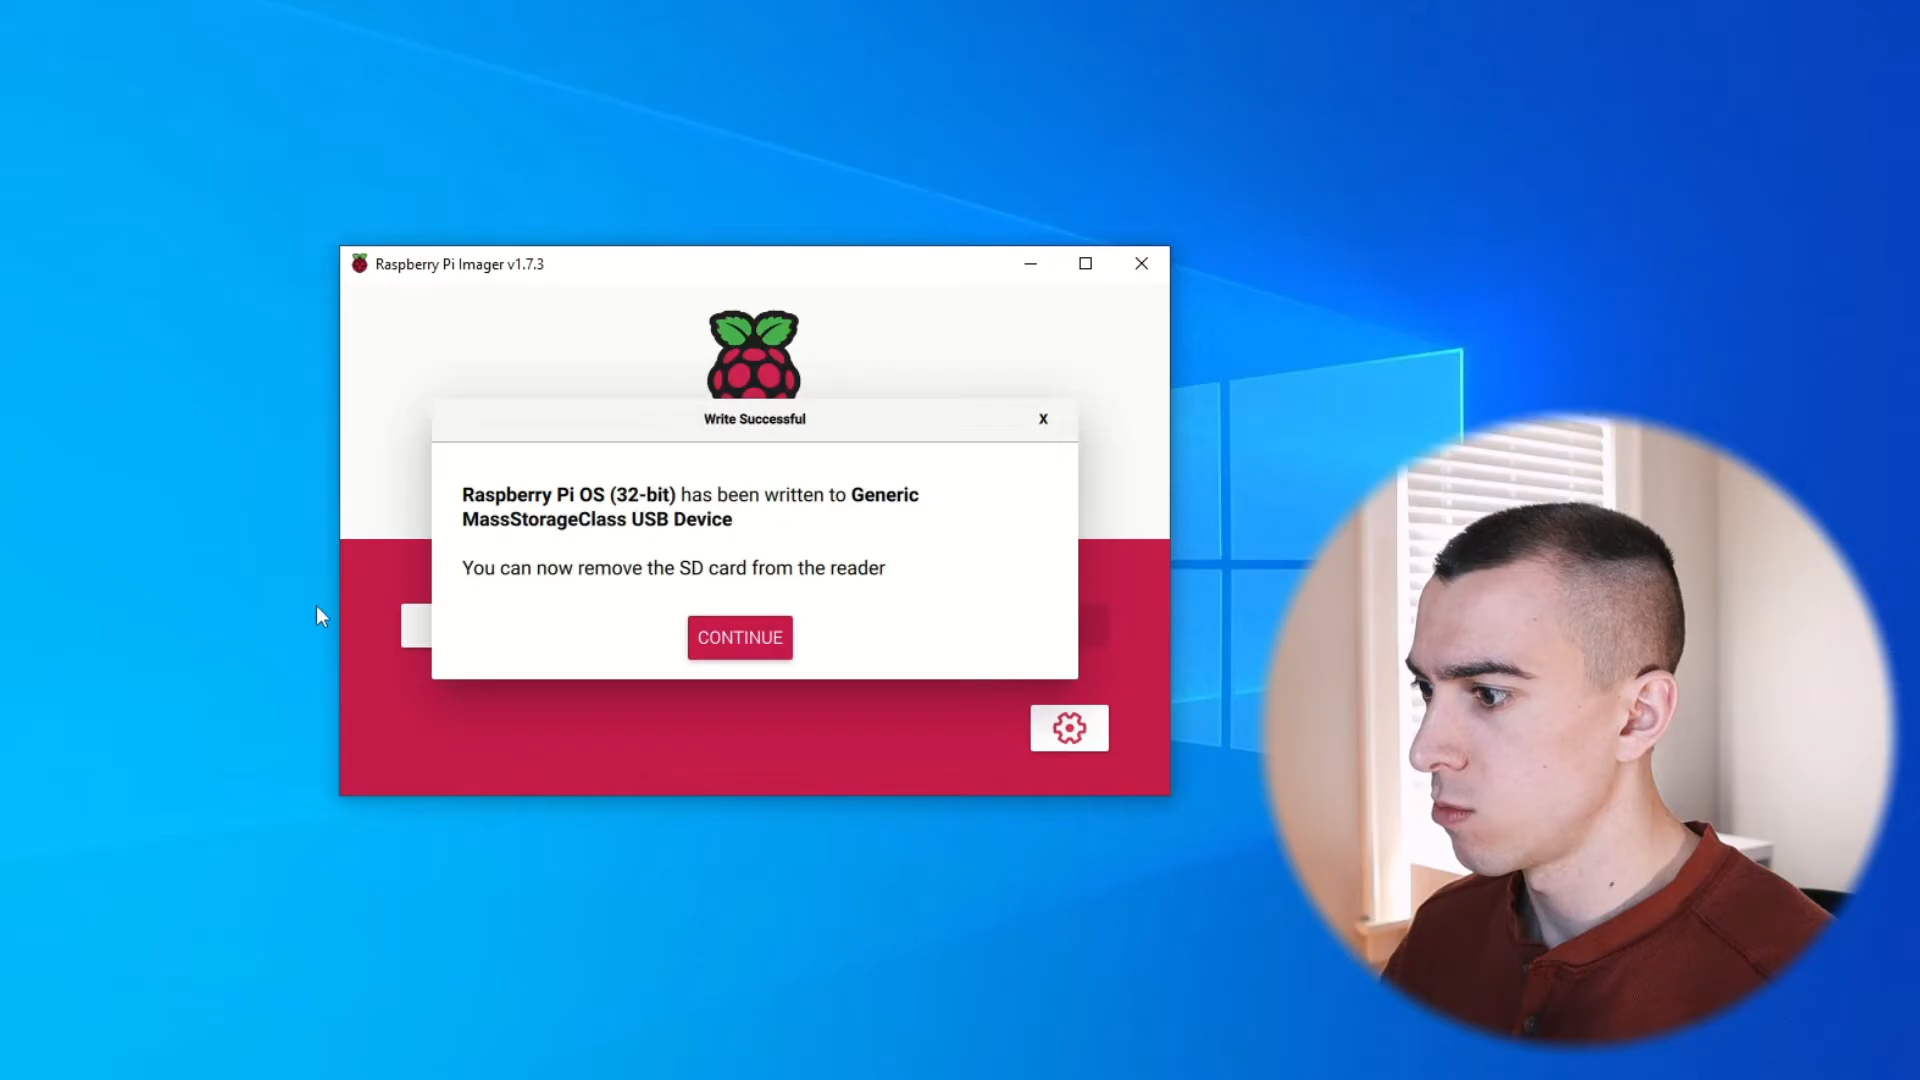 Raspberry Pi Imager v1.7.3
Write Successful
X
Raspberry Pi OS (32-bit) has been written to Generic
MassStorageClass USB Device
You can now remove the SD card from the reader
CONTINUE